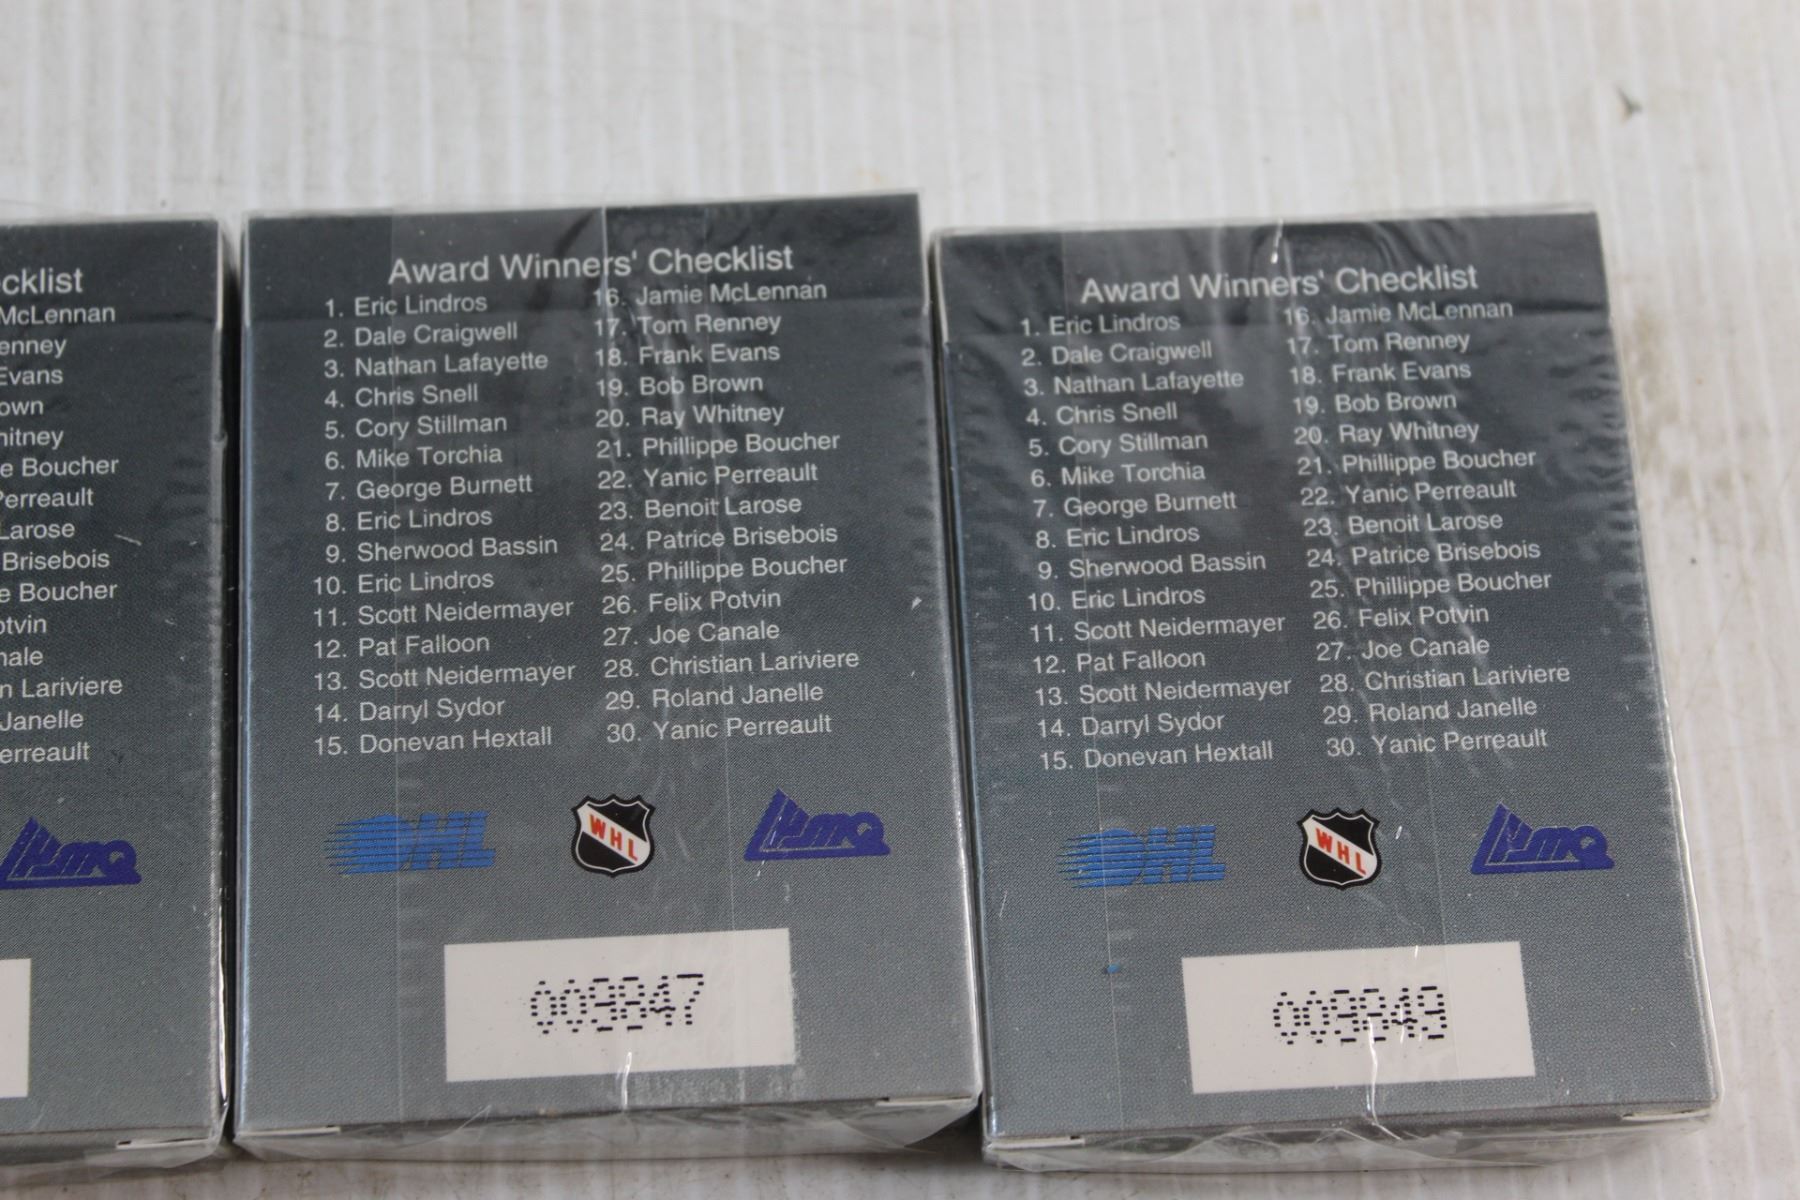 cklist
McLennan
enney
Evans
own
hitney
e Boucher
Perreault
Larose
Brisebois
e Boucher
otvin
nale
n Lariviere
Janelle
erreault
LHJMQ
Award Winners' Checklist
1. Eric Lindros
2. Dale Craigwell
3. Nathan Lafayette
4. Chris Snell
5. Cory Stillman
6. Mike Torchia
7. George Burnett
8. Eric Lindros
9. Sherwood Bassin
10. Eric Lindros
11. Scott Neidermayer
12. Pat Falloon
13. Scott Neidermayer
14. Darryl Sydor
15. Donevan Hextall
16. Jamie McLennan
17. Tom Renney
18. Frank Evans
19. Bob Brown
20. Ray Whitney
21. Phillippe Boucher
22. Yanic Perreault
23. Benoit Larose
24. Patrice Brisebois
25. Phillippe Boucher
26. Felix Potvin
27. Joe Canale
28. Christian Lariviere
29. Roland Janelle
30. Yanic Perreault
OHL
WHL
LHJMQ
009847
Award Winners' Checklist
1. Eric Lindros
2. Dale Craigwell
3. Nathan Lafayette
4. Chris Snell
5. Cory Stillman
6. Mike Torchia
7. George Burnett
8. Eric Lindros
9. Sherwood Bassin
10. Eric Lindros
11. Scott Neidermayer
12. Pat Falloon
13. Scott Neidermayer
14. Darryl Sydor
15. Donevan Hextall
16. Jamie McLennan
17. Tom Renney
18. Frank Evans
19. Bob Brown
20. Ray Whitney
21. Phillippe Boucher
22. Yanic Perreault
23. Benoit Larose
24. Patrice Brisebois
25. Phillippe Boucher
26. Felix Potvin
27. Joe Canale
28. Christian Lariviere
29. Roland Janelle
30. Yanic Perreault
OHL
WHL
LHJMQ
009849